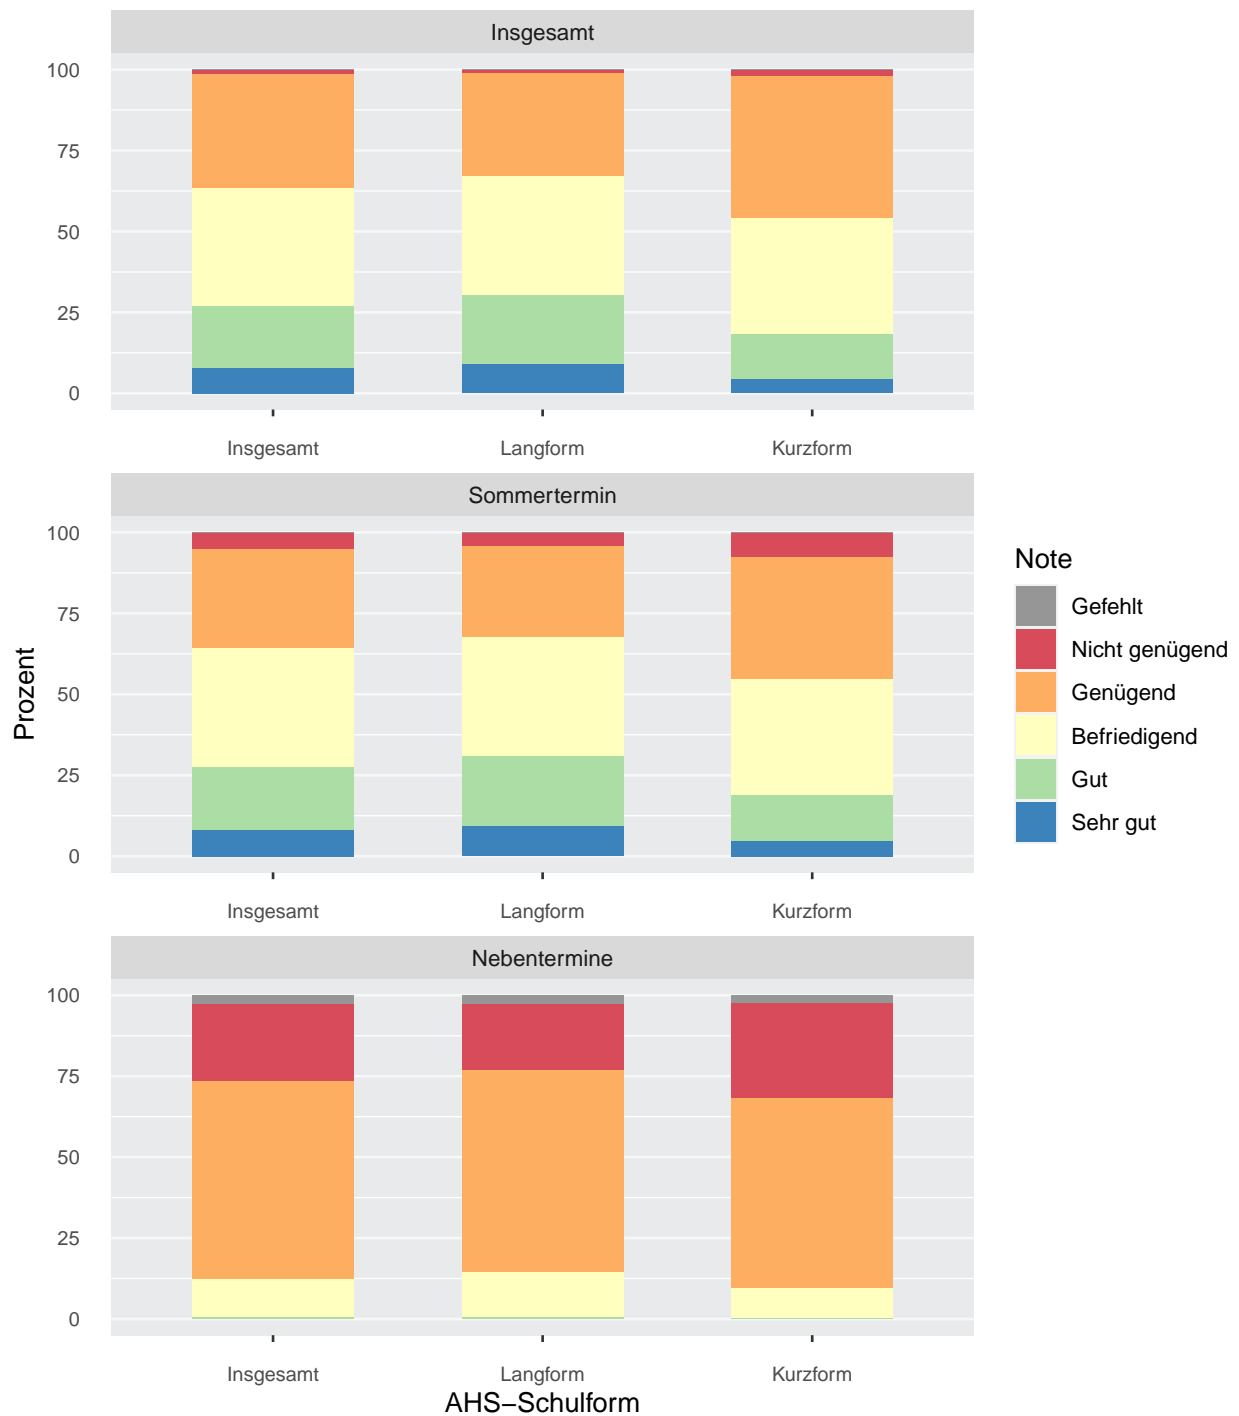 Insgesamt
100
75
50
25
0
Insgesamt Langform Kurzform
Sommertermin
100
75
50
25
0
Insgesamt Langform Kurzform
Nebentermine
100
75
50
25
0
Insgesamt Langform Kurzform
AHS−Schulform
Prozent
Note
Gefehlt
Nicht genügend
Genügend
Befriedigend
Gut
Sehr gut